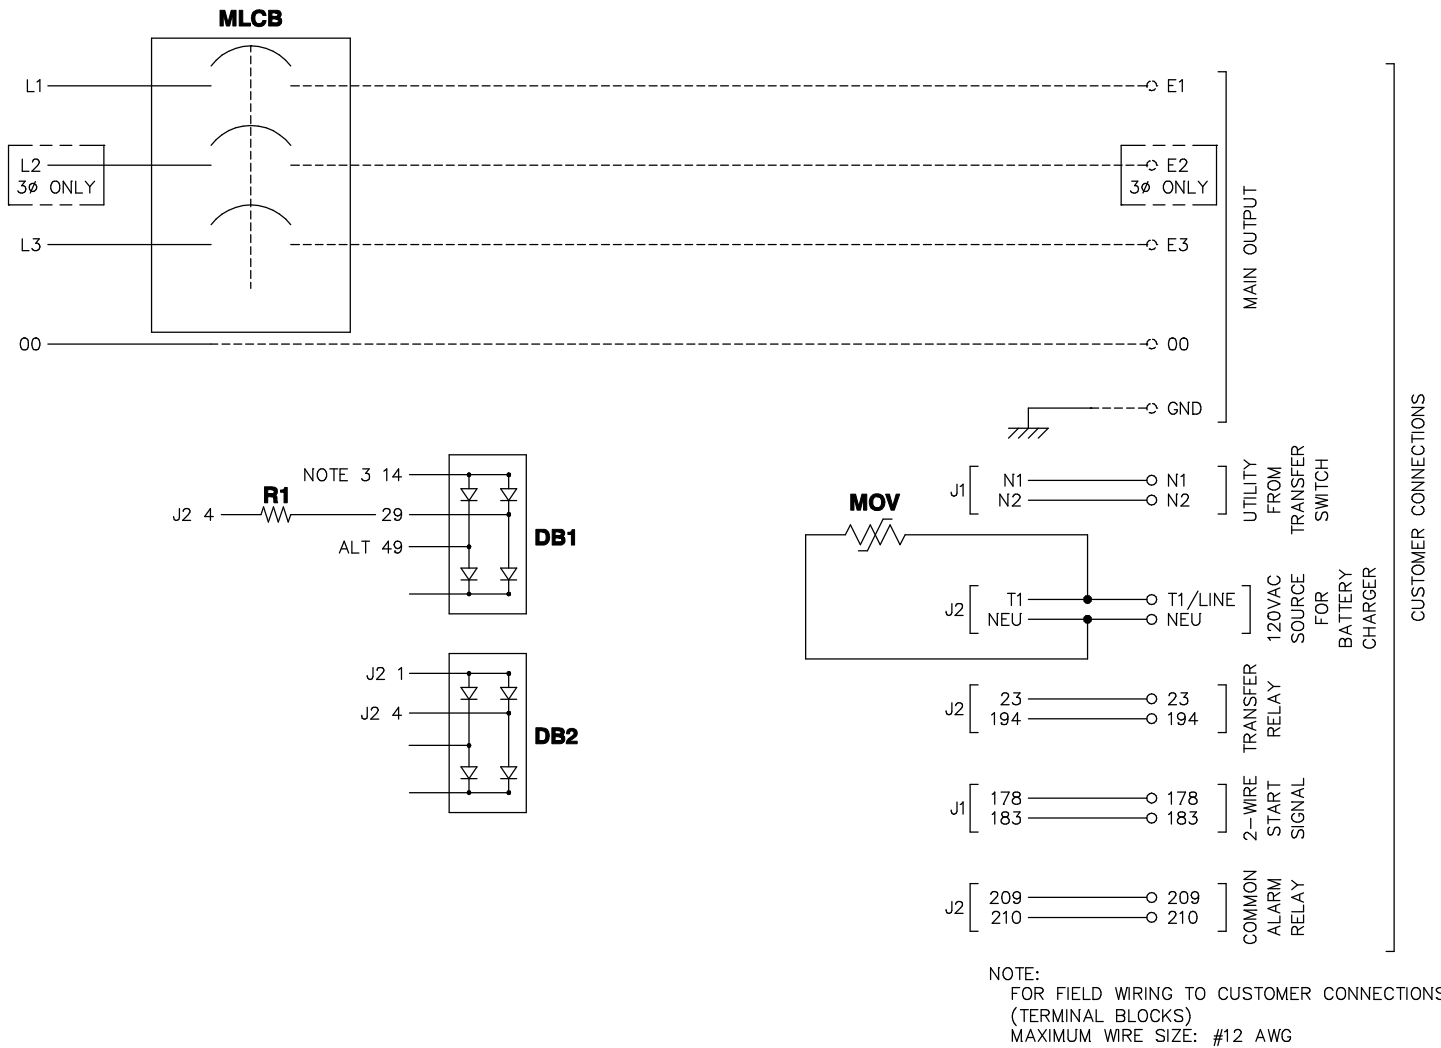 MLCB
L1
E1
L2
3ø ONLY
E2
3ø ONLY
L3
E3
00
00
GND
MAIN OUTPUT
CUSTOMER CONNECTIONS
NOTE 3 14
R1
J2 4
29
ALT 49
DB1
J2 1
J2 4
DB2
MOV
J1
N1
N2
N1
N2
UTILITY
FROM
TRANSFER
SWITCH
J2
T1
NEU
T1/LINE
NEU
120VAC
SOURCE
FOR
BATTERY
CHARGER
J2
23
194
23
194
TRANSFER
RELAY
J1
178
183
178
183
2-WIRE
START
SIGNAL
J2
209
210
209
210
COMMON
ALARM
RELAY
NOTE:
FOR FIELD WIRING TO CUSTOMER CONNECTIONS
(TERMINAL BLOCKS)
MAXIMUM WIRE SIZE: #12 AWG